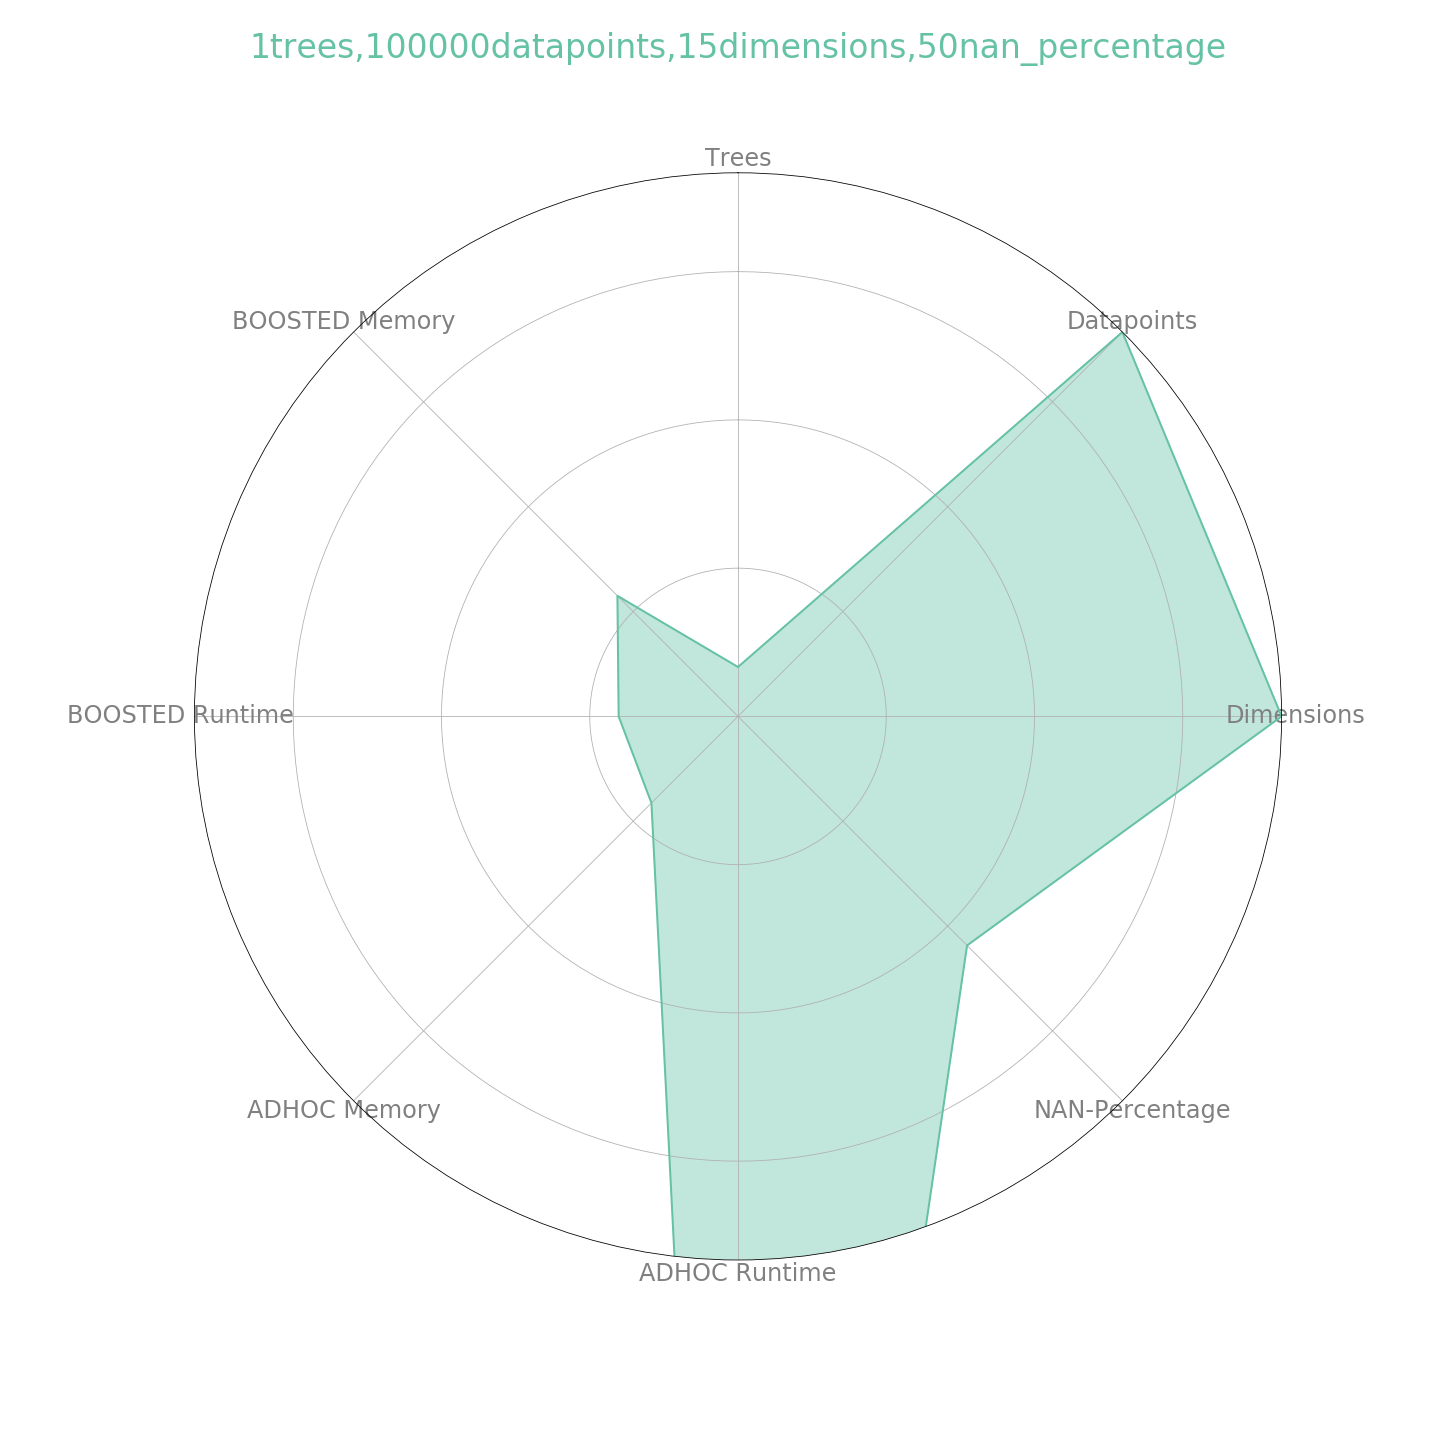 1trees,100000datapoints,15dimensions,50nan_percentage
Trees
BOOSTED Memory
Datapoints
BOOSTED Runtime
Dimensions
ADHOC Memory
NAN-Percentage
ADHOC Runtime